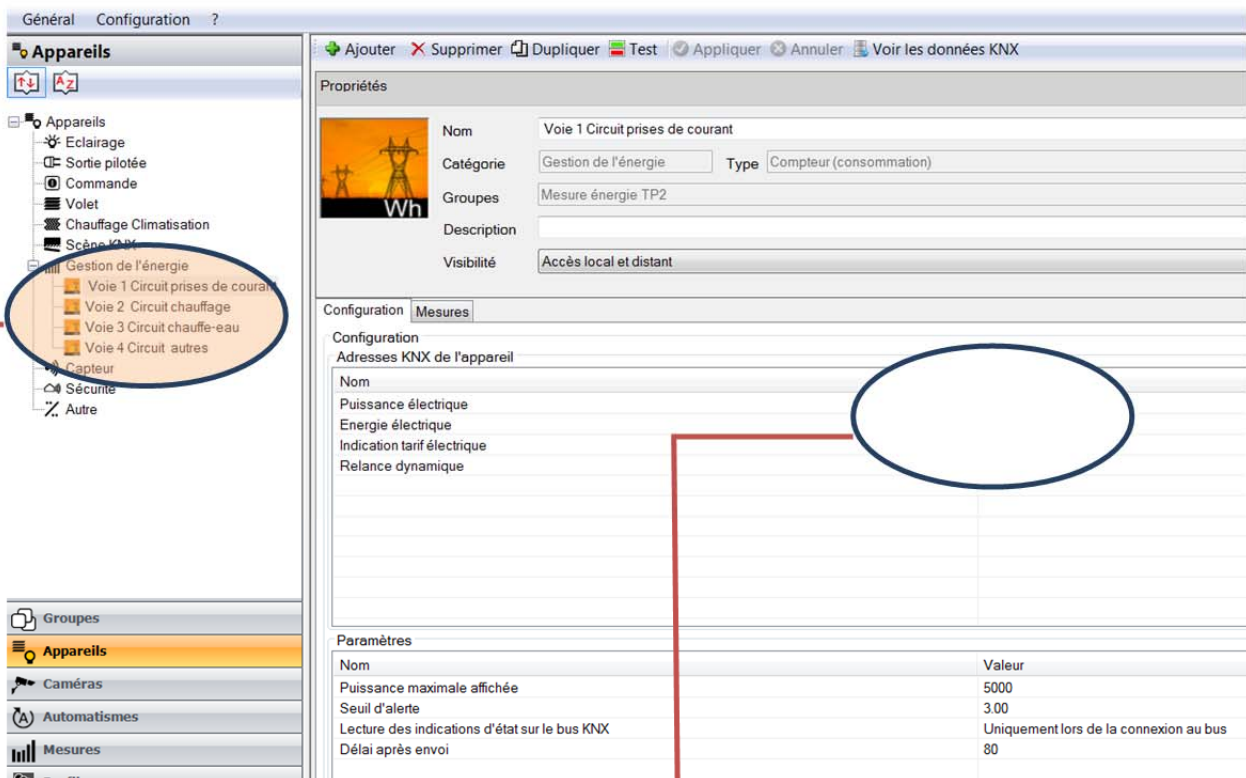 Général Configuration ?
Appareils
Ajouter Supprimer Dupliquer Test Appliquer Annuler Voir les données KNX
AZ
Propriétés
Appareils
Eclairage
Sortie pilotée
Commande
Volet
Chauffage Climatisation
Scène KNX
Gestion de l'énergie
Voie 1 Circuit prises de courant
Voie 2 Circuit chauffage
Voie 3 Circuit chauffe-eau
Voie 4 Circuit autres
Capteur
Sécurité
Autre
Wh
Nom Voie 1 Circuit prises de courant
Catégorie Gestion de l'énergie Type Compteur (consommation)
Groupes Mesure énergie TP2
Description
Visibilité Accès local et distant
Configuration Mesures
Configuration
Adresses KNX de l'appareil
Nom
Puissance électrique
Energie électrique
Indication tarif électrique
Relance dynamique
Paramètres
Nom Valeur
Puissance maximale affichée 5000
Seuil d'alerte 3.00
Lecture des indications d'état sur le bus KNX Uniquement lors de la connexion au bus
Délai après envoi 80
Groupes
Appareils
Caméras
Automatismes
Mesures